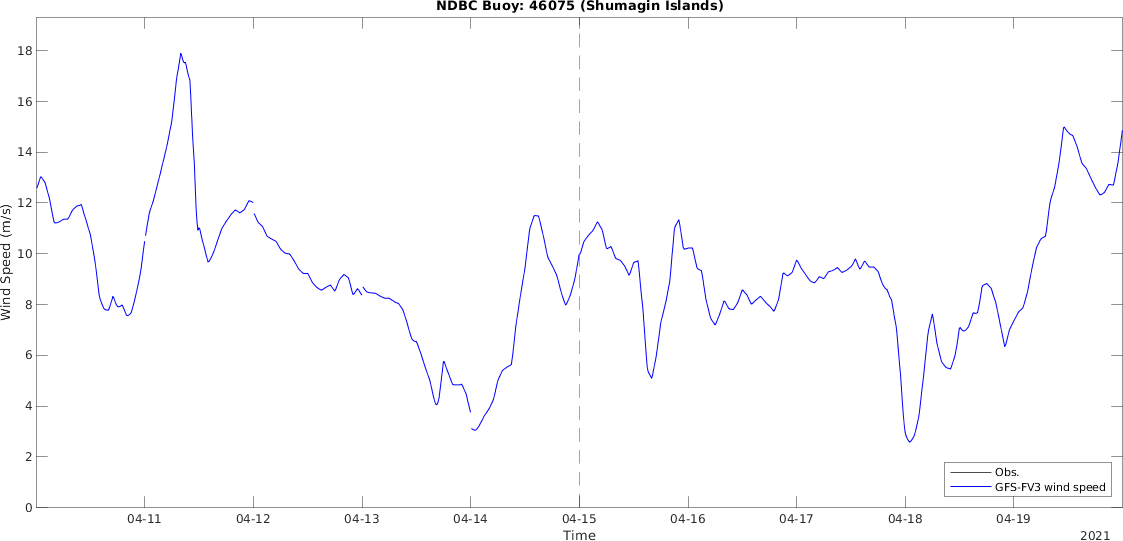 NDBC Buoy: 46075 (Shumagin Islands)
18
16
14
12
10
8
6
4
2
0
Wind Speed (m/s)
Obs.
GFS-FV3 wind speed
04-11 04-12 04-13 04-14 04-15 04-16 04-17 04-18 04-19
Time
2021